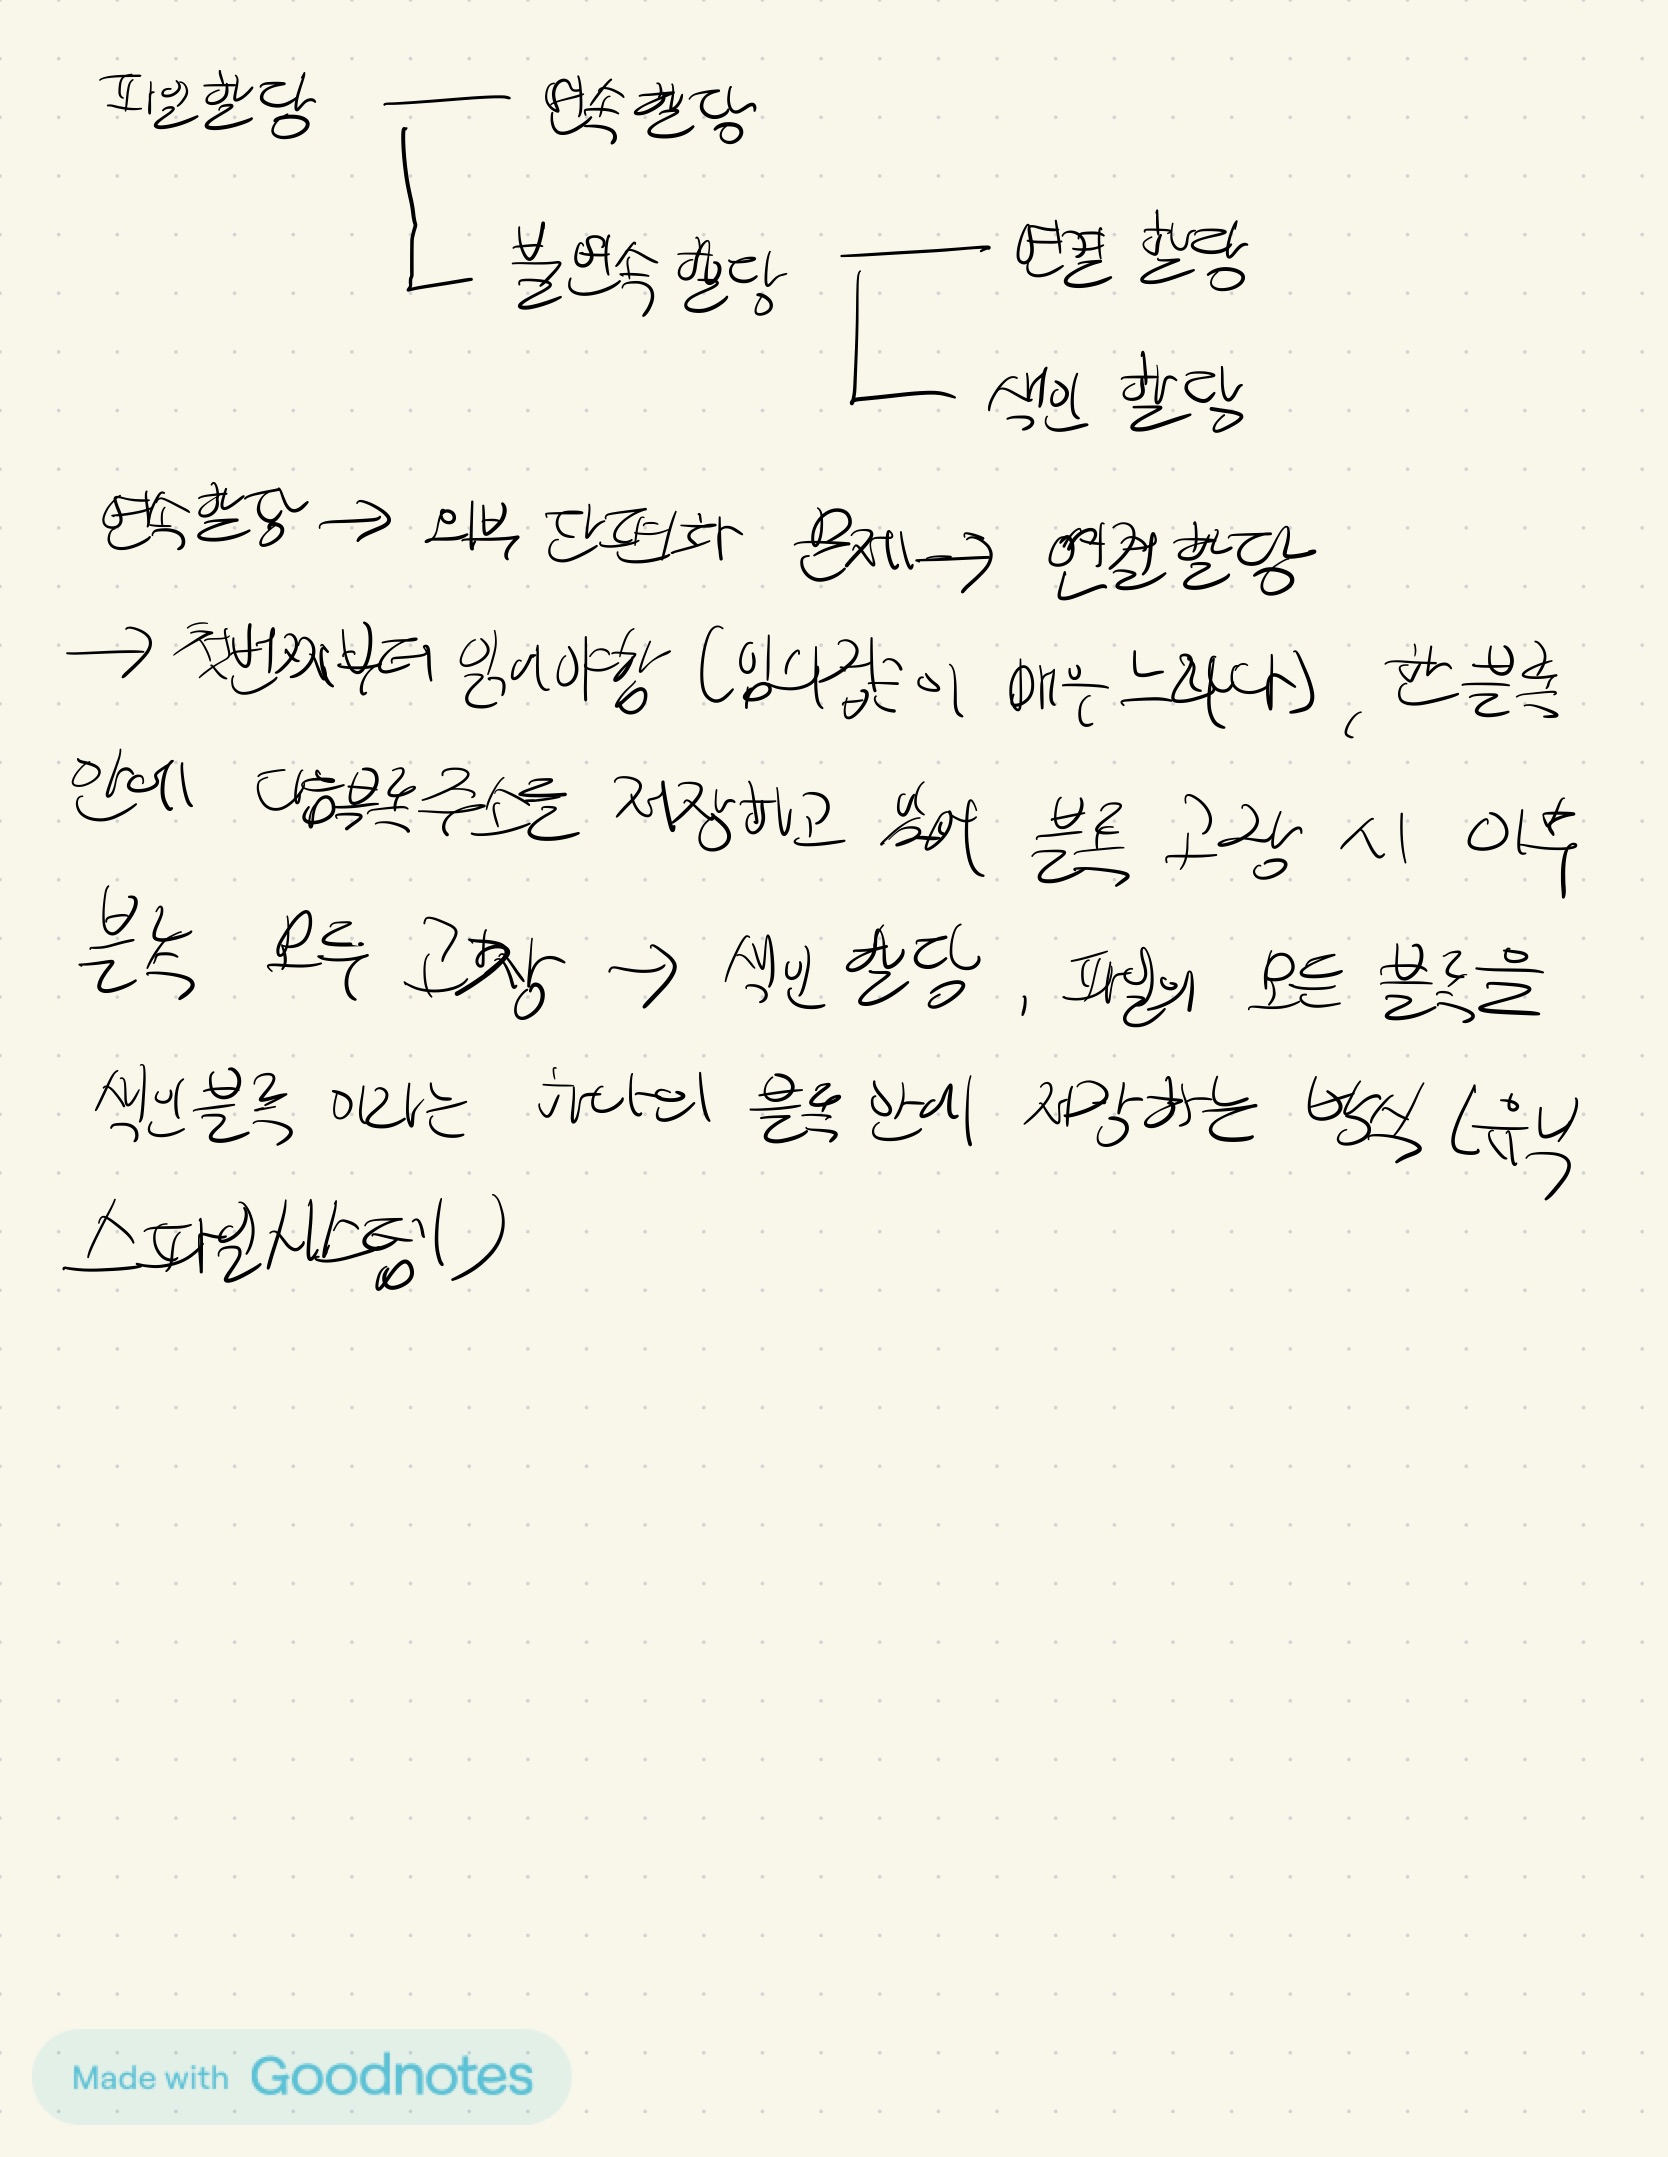 파일할당 연속할당
불연속할당 연결 할당
색인 할당
연속할당 → 외부 단편화 문제 → 연결할당
→ 첫번째부터 읽어야함 (임의접근이 매우 느리다), 한 블록
안에 다음블록주소를 저장하고 있어 블록 고장 시 이후
블록 모두 고장 → 색인 할당, 파일의 모든 블록을
색인블록 이라는 하나의 블록 안에 저장하는 방식 (유닉
스파일시스템)
Made with Goodnotes